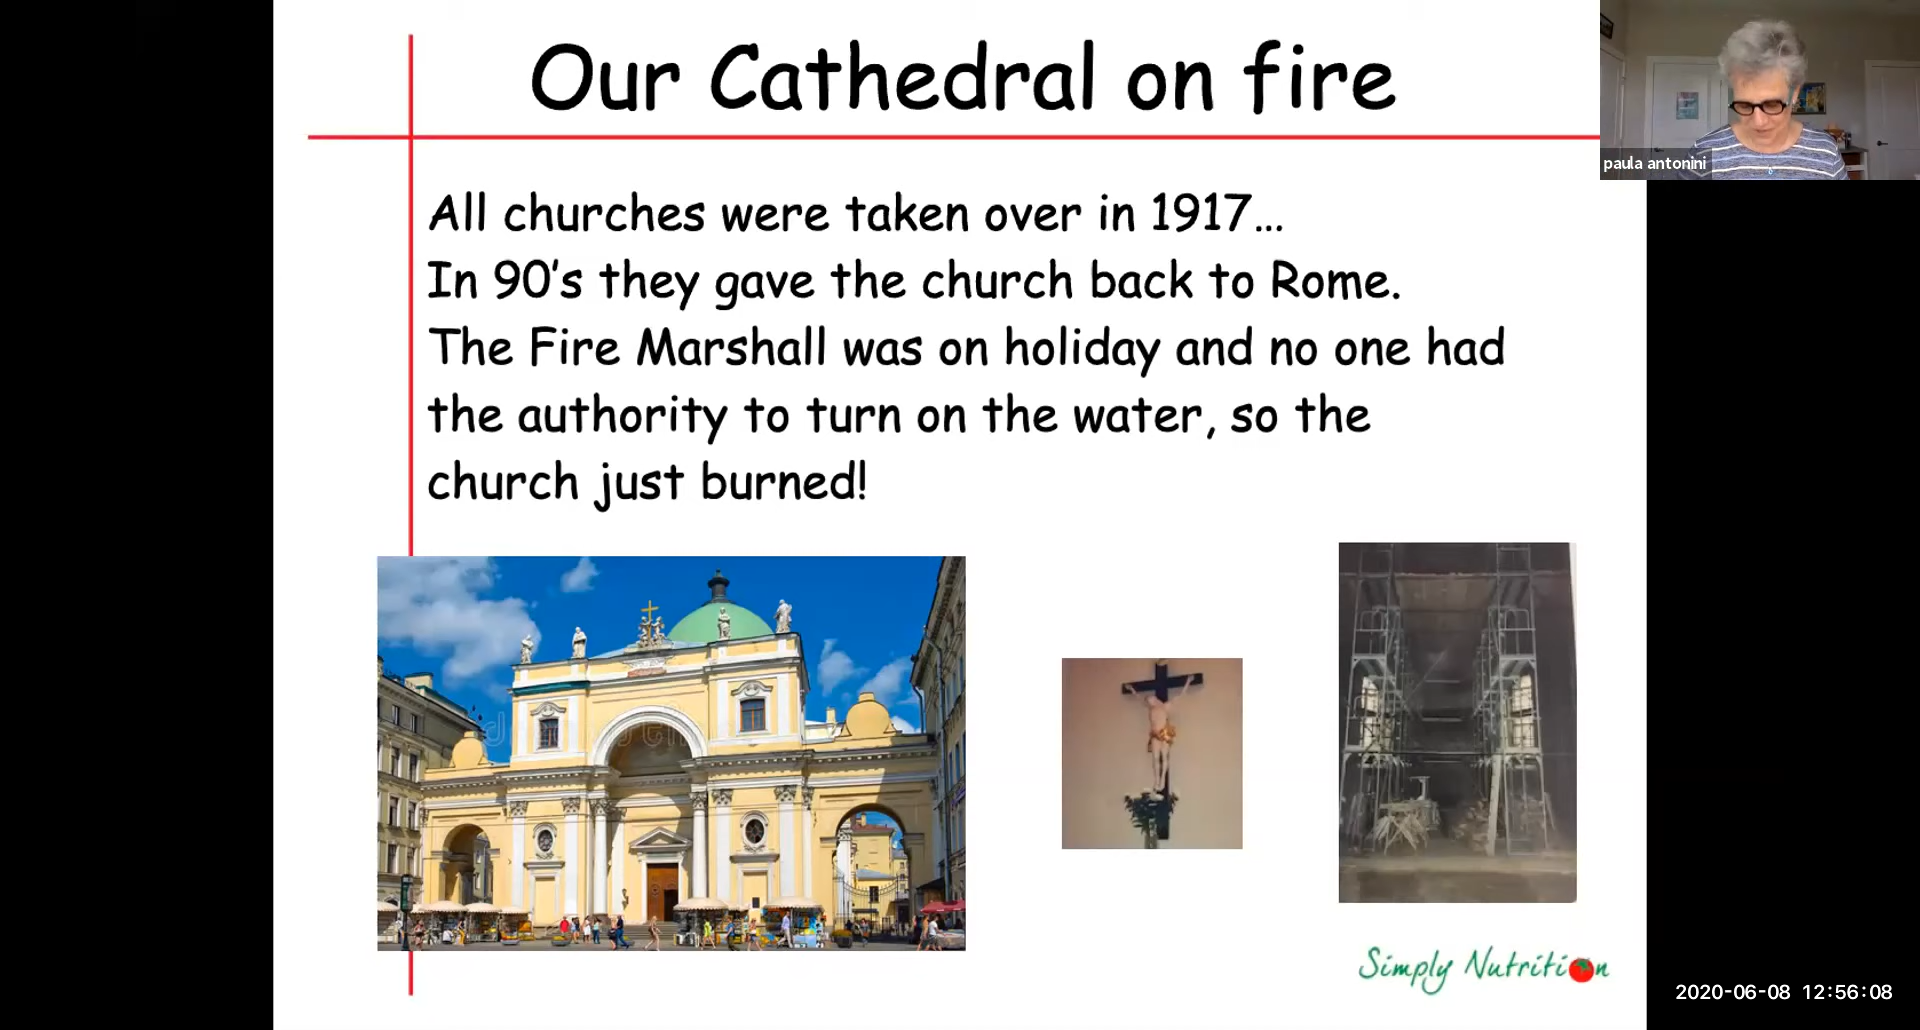 Our Cathedral on fire
paula antonini
All churches were taken over in 1917...
In 90's they gave the church back to Rome.
The Fire Marshall was on holiday and no one had
the authority to turn on the water, so the
church just burned!
Simply Nutrition
2020-06-08 12:56:08